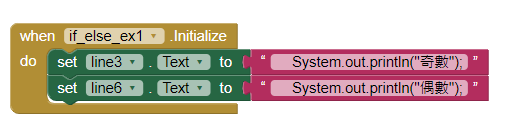 when if_else_ex1 .Initialize
do set line3 . Text to “ System.out.println("奇數"); ”
set line6 . Text to “ System.out.println("偶數"); ”